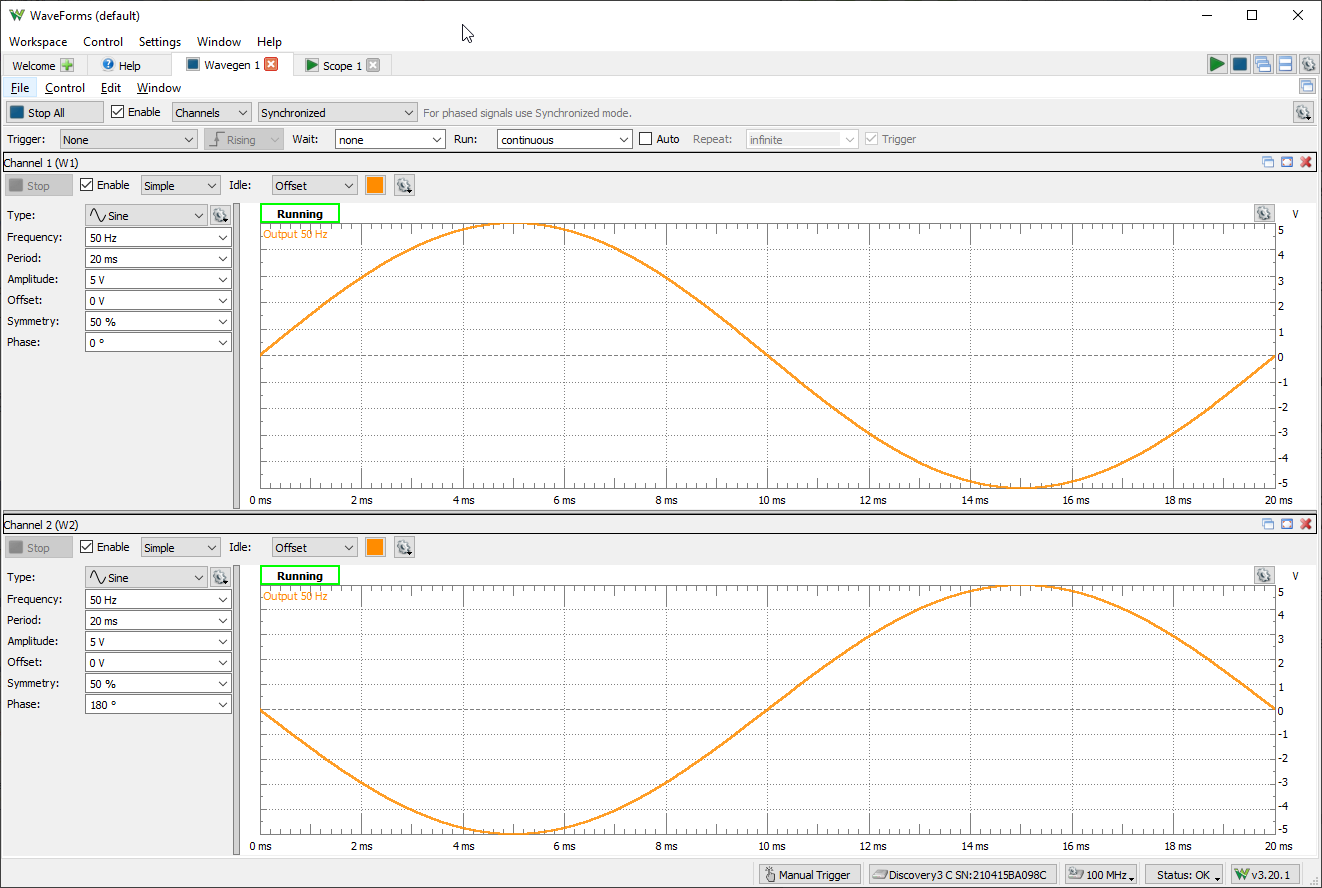 WaveForms (default)
Workspace Control Settings Window Help
Welcome Help Wavegen 1 Scope 1
File Control Edit Window
Stop All Enable Channels Synchronized For phased signals use Synchronized mode.
Trigger: None Rising Wait: none Run: continuous Auto Repeat: infinite Trigger
Channel 1 (W1)
Stop Enable Simple Idle: Offset
Type: Sine
Frequency: 50 Hz
Period: 20 ms
Amplitude: 5 V
Offset: 0 V
Symmetry: 50 %
Phase: 0 °
Running
V
Output 50 Hz
5
4
3
2
1
0
-1
-2
-3
-4
-5
0 ms 2 ms 4 ms 6 ms 8 ms 10 ms 12 ms 14 ms 16 ms 18 ms 20 ms
Channel 2 (W2)
Stop Enable Simple Idle: Offset
Type: Sine
Frequency: 50 Hz
Period: 20 ms
Amplitude: 5 V
Offset: 0 V
Symmetry: 50 %
Phase: 180 °
Running
V
Output 50 Hz
5
4
3
2
1
0
-1
-2
-3
-4
-5
0 ms 2 ms 4 ms 6 ms 8 ms 10 ms 12 ms 14 ms 16 ms 18 ms 20 ms
Manual Trigger Discovery3 C SN:210415BA098C 100 MHz Status: OK v3.20.1